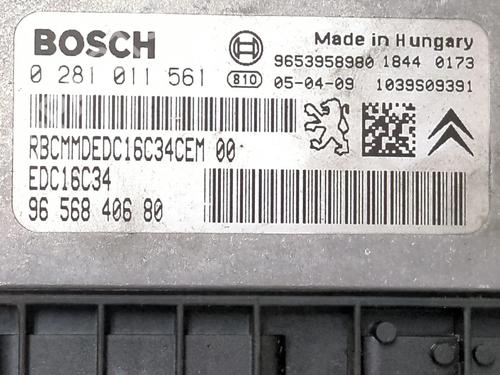 BOSCH
Made in Hungary
9653958980 1844 0173
0 281 011 561 810 05-04-09 1039S09391
RBCMMDEDC16C34CEM 00
EDC16C34
96 568 406 80